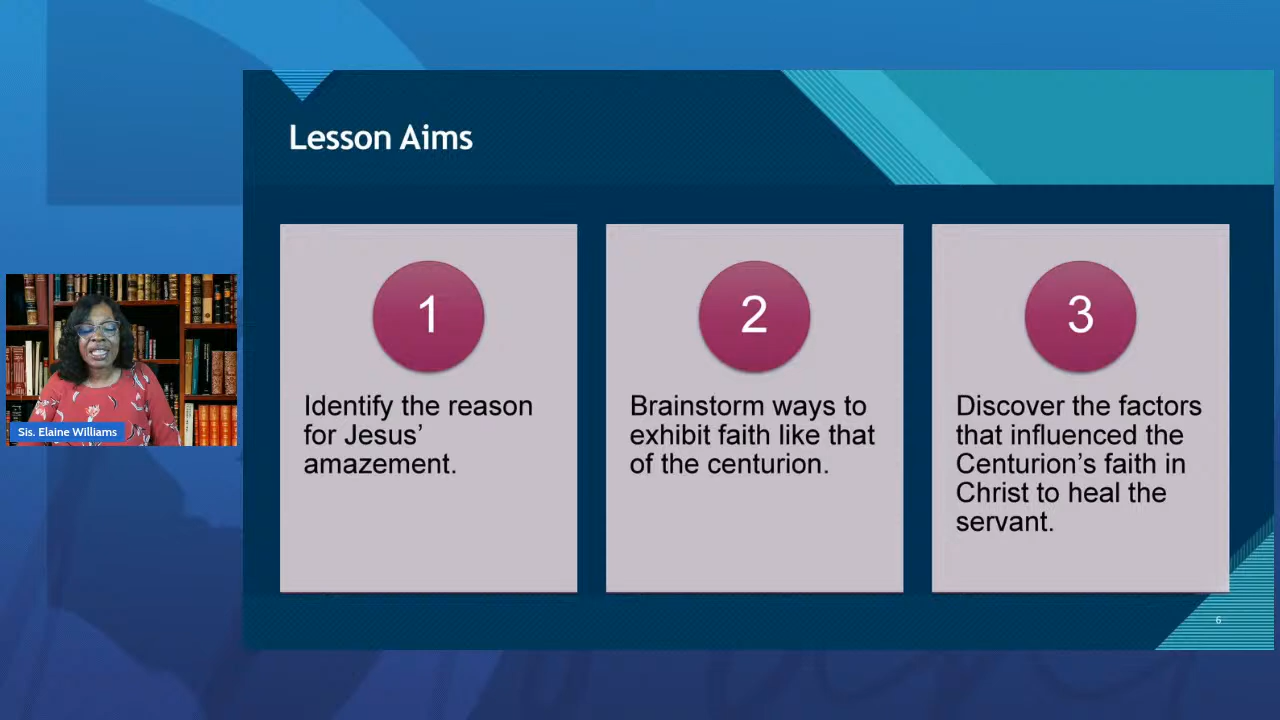 Lesson Aims
1
Identify the reason
for Jesus’
amazement.
2
Brainstorm ways to
exhibit faith like that
of the centurion.
3
Discover the factors
that influenced the
Centurion’s faith in
Christ to heal the
servant.
Sis. Elaine Williams
6